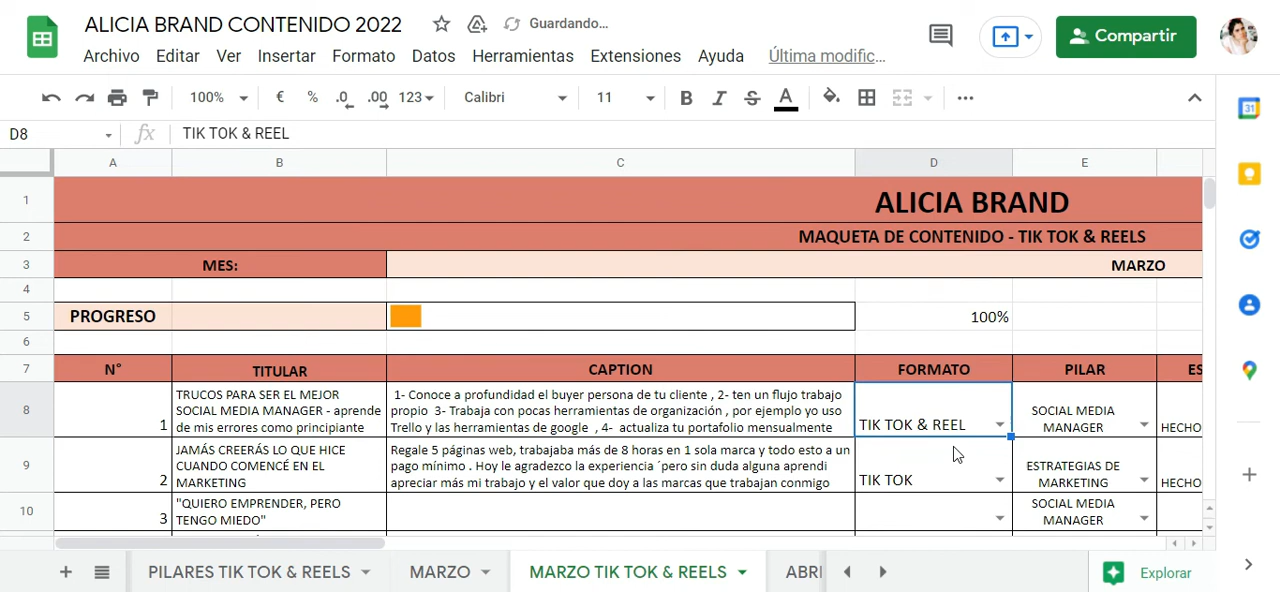 ALICIA BRAND CONTENIDO 2022
Guardando...
Archivo Editar Ver Insertar Formato Datos Herramientas Extensiones Ayuda Última modific...
Compartir
100% € % .0 .00 123 Calibri 11 B I S A
D8 fx TIK TOK & REEL
A B C D E
1 ALICIA BRAND
2 MAQUETA DE CONTENIDO - TIK TOK & REELS
3 MES: MARZO
4
5 PROGRESO 100%
6
7 N° TITULAR CAPTION FORMATO PILAR ES
8
1
TRUCOS PARA SER EL MEJOR
SOCIAL MEDIA MANAGER - aprende
de mis errores como principiante
1- Conoce a profundidad el buyer persona de tu cliente , 2- ten un flujo trabajo
propio 3- Trabaja con pocas herramientas de organización , por ejemplo yo uso
Trello y las herramientas de google , 4- actualiza tu portafolio mensualmente
TIK TOK & REEL
SOCIAL MEDIA
MANAGER
HECHO
9
2
JAMÁS CREERÁS LO QUE HICE
CUANDO COMENCÉ EN EL
MARKETING
Regale 5 páginas web, trabajaba más de 8 horas en 1 sola marca y todo esto a un
pago mínimo . Hoy le agradezco la experiencia ´pero sin duda alguna aprendi
apreciar más mi trabajo y el valor que doy a las marcas que trabajan conmigo
TIK TOK
ESTRATEGIAS DE
MARKETING
HECHO
10
3
"QUIERO EMPRENDER, PERO
TENGO MIEDO"
SOCIAL MEDIA
MANAGER
PILARES TIK TOK & REELS MARZO MARZO TIK TOK & REELS ABRI Explorar
31